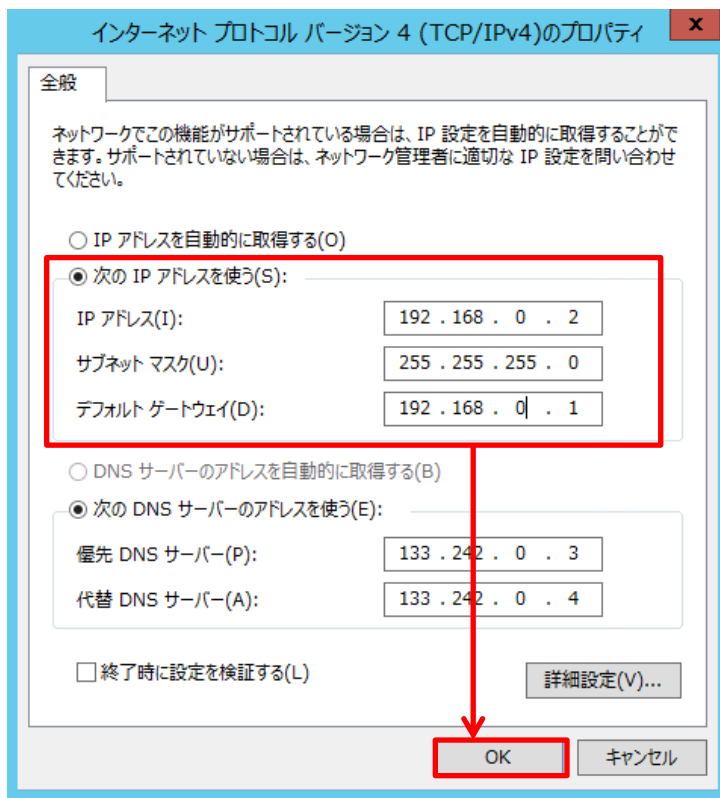 インターネット プロトコル バージョン 4 (TCP/IPv4)のプロパティ
x
全般
ネットワークでこの機能がサポートされている場合は、IP 設定を自動的に取得することがで
きます。サポートされていない場合は、ネットワーク管理者に適切な IP 設定を問い合わせ
てください。
IP アドレスを自動的に取得する(O)
次の IP アドレスを使う(S):
IP アドレス(I): 192 . 168 . 0 . 2
サブネット マスク(U): 255 . 255 . 255 . 0
デフォルト ゲートウェイ(D): 192 . 168 . 0 . 1
DNS サーバーのアドレスを自動的に取得する(B)
次の DNS サーバーのアドレスを使う(E):
優先 DNS サーバー(P): 133 . 242 . 0 . 3
代替 DNS サーバー(A): 133 . 242 . 0 . 4
終了時に設定を検証する(L)
詳細設定(V)...
OK キャンセル